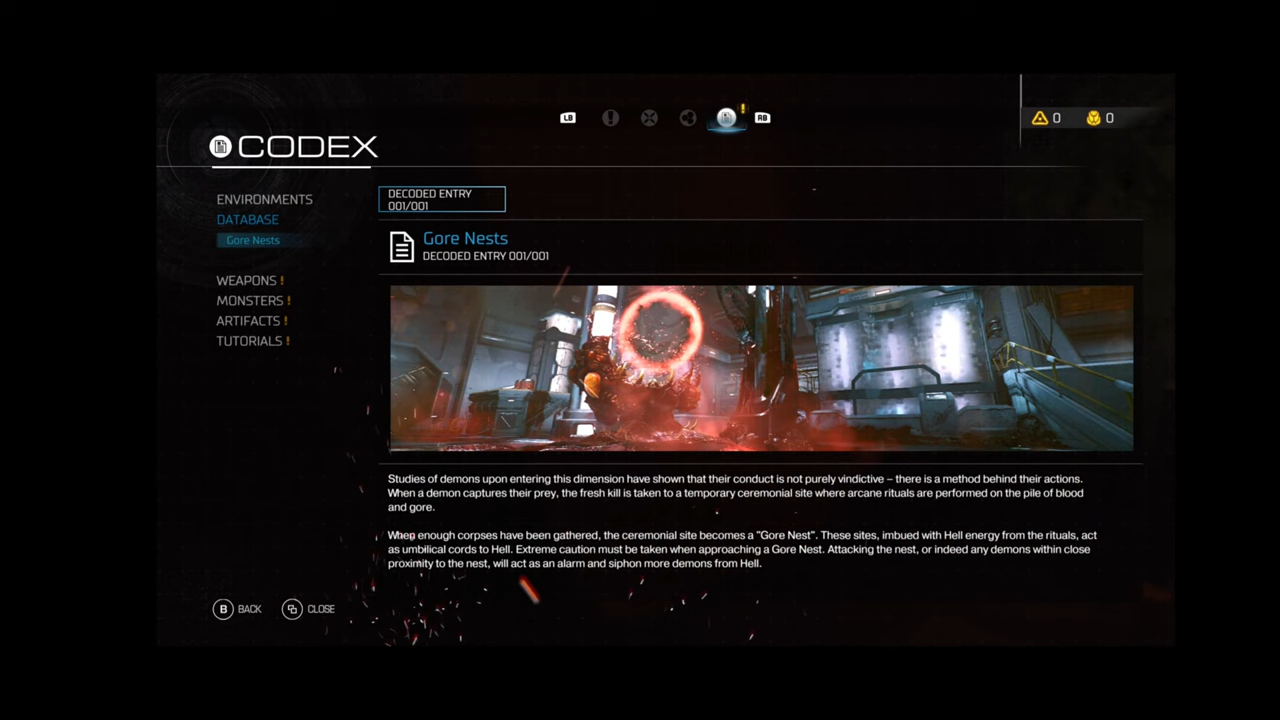 LB
RB
0
0
CODEX
ENVIRONMENTS
DATABASE
Gore Nests
WEAPONS !
MONSTERS !
ARTIFACTS !
TUTORIALS !
DECODED ENTRY
001/001
Gore Nests
DECODED ENTRY 001/001
Studies of demons upon entering this dimension have shown that their conduct is not purely vindictive – there is a method behind their actions.
When a demon captures their prey, the fresh kill is taken to a temporary ceremonial site where arcane rituals are performed on the pile of blood
and gore.
When enough corpses have been gathered, the ceremonial site becomes a "Gore Nest". These sites, imbued with Hell energy from the rituals, act
as umbilical cords to Hell. Extreme caution must be taken when approaching a Gore Nest. Attacking the nest, or indeed any demons within close
proximity to the nest, will act as an alarm and siphon more demons from Hell.
B BACK
CLOSE